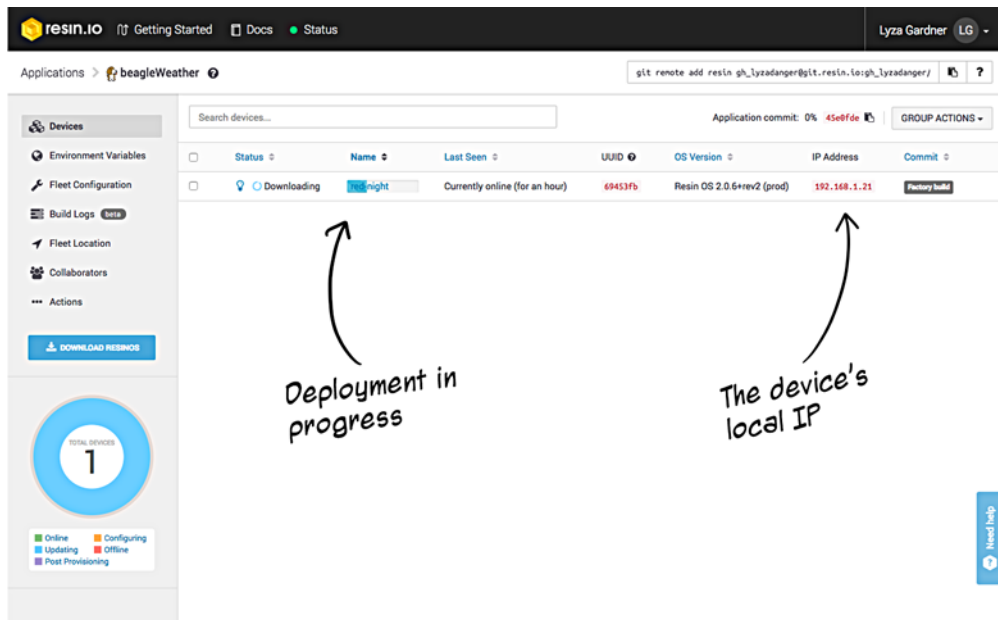 resin.io Getting Started Docs Status Lyza Gardner LG
Applications > beagleWeather git remote add resin gh_lyzadanger@git.resin.io:gh_lyzadanger/ ?
Devices
Search devices... Application commit: 0% 45e0fde GROUP ACTIONS
Environment Variables
Status Name Last Seen UUID OS Version IP Address Commit
Fleet Configuration
Downloading red-night Currently online (for an hour) 69453fb Resin OS 2.0.6+rev2 (prod) 192.168.1.21 Factory build
Build Logs beta
Fleet Location
Collaborators
Actions
DOWNLOAD RESINOS
Deployment in
progress
The device's
local IP
TOTAL DEVICES
1
Online Configuring
Updating Offline
Post Provisioning
Need help